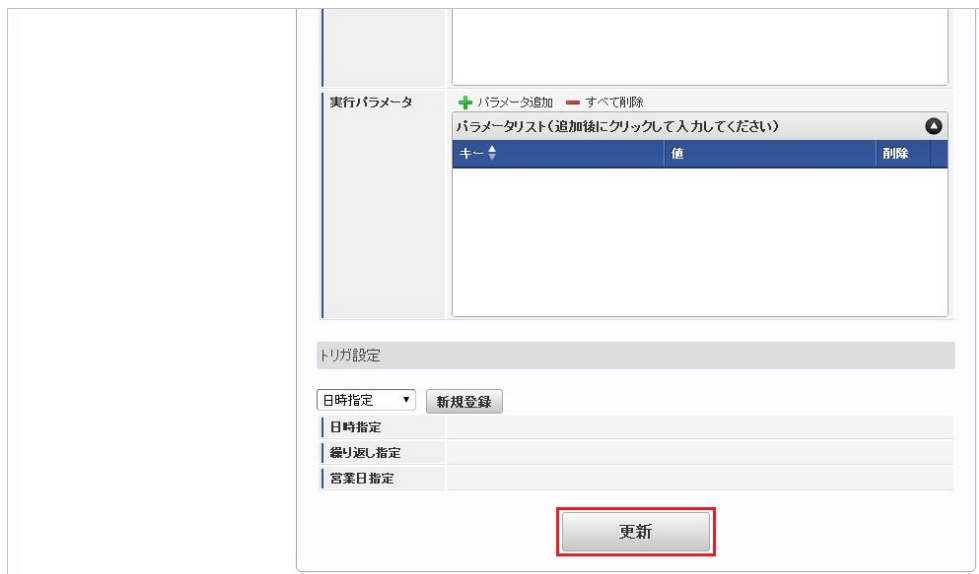 実行パラメータ
パラメータ追加 すべて削除
パラメータリスト(追加後にクリックして入力してください)
キー 値 削除
トリガ設定
日時指定 新規登録
日時指定
繰り返し指定
営業日指定
更新